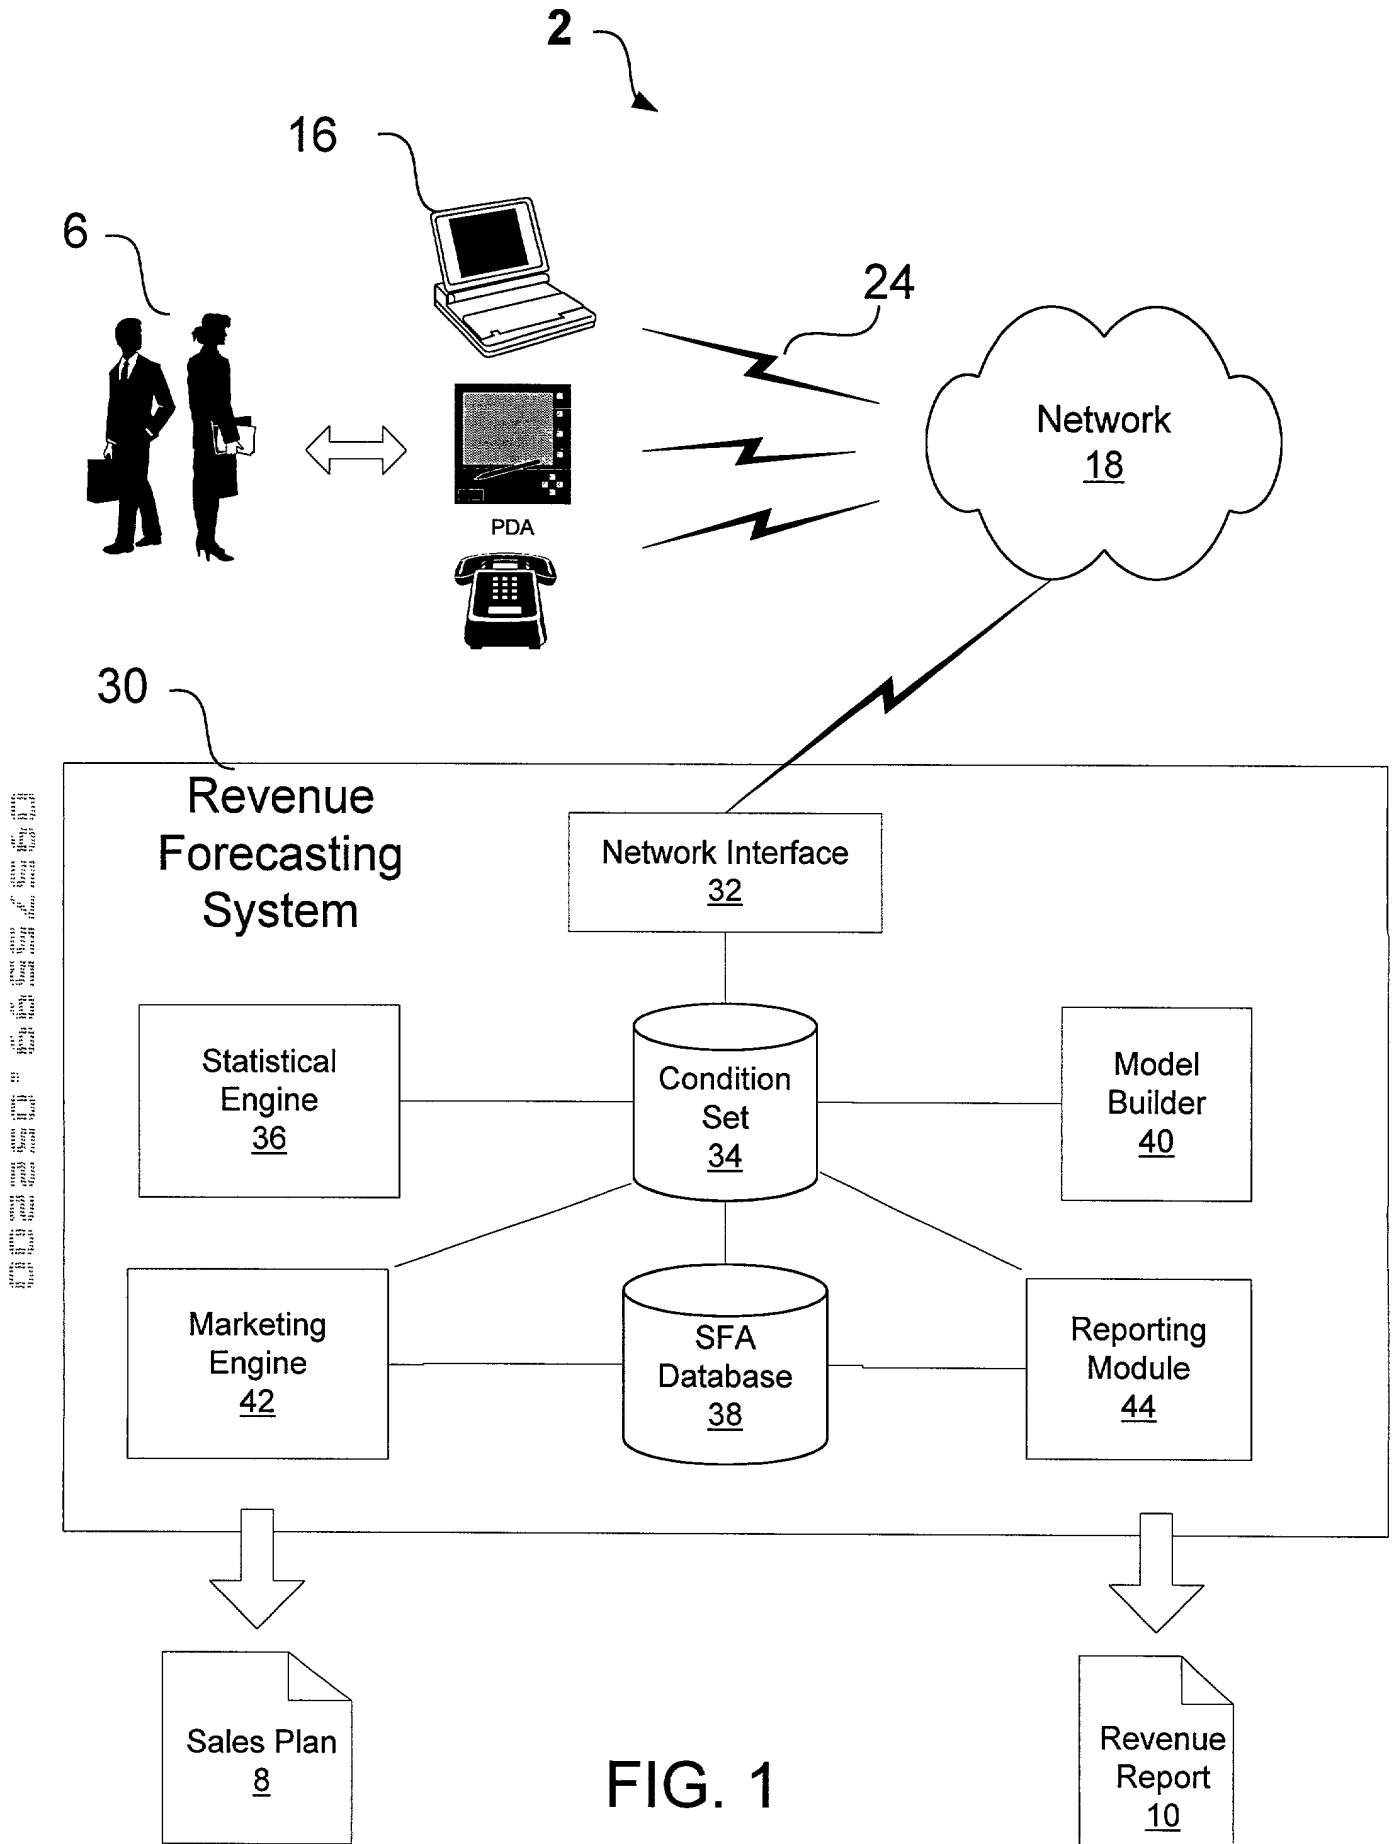 2
16
6
24
Network
18
PDA
30
Revenue
Forecasting
System
Network Interface
32
Statistical
Engine
36
Condition
Set
34
Model
Builder
40
Marketing
Engine
42
SFA
Database
38
Reporting
Module
44
Sales Plan
8
Revenue
Report
10
FIG. 1
09575599.052200